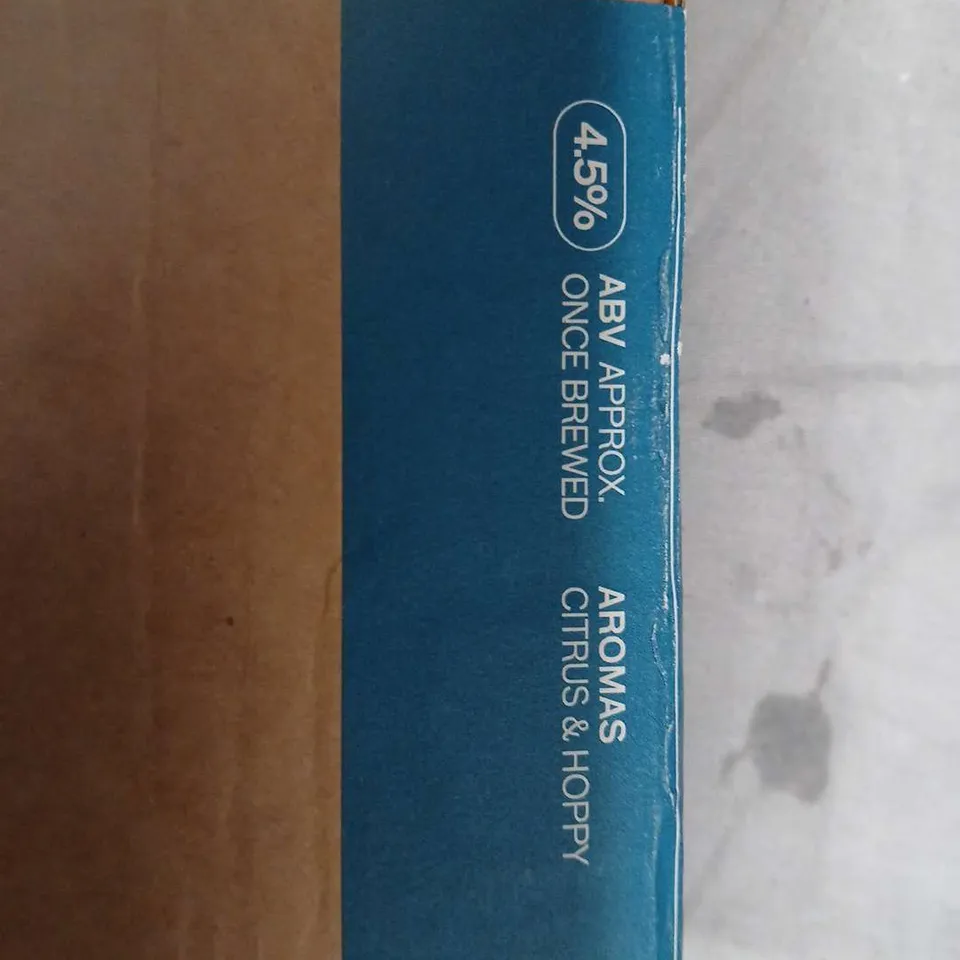 4.5%
ABV APPROX.
ONCE BREWED
AROMAS
CITRUS & HOPPY